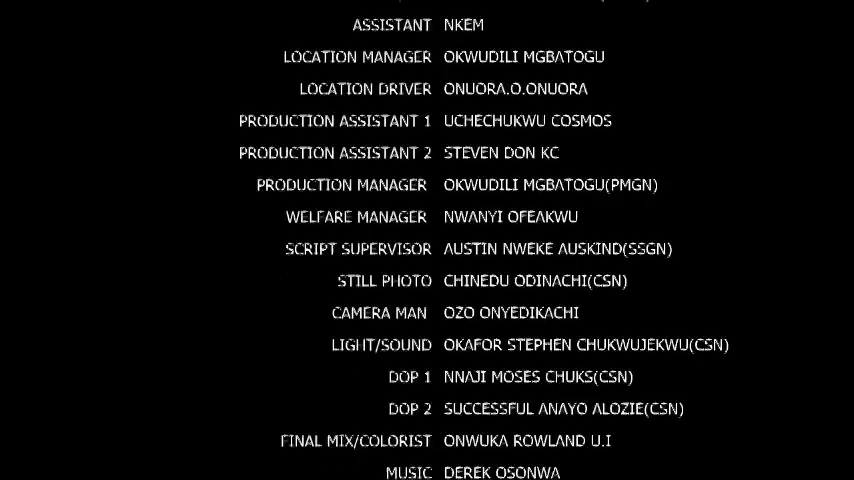 ASSISTANT NKEM
LOCATION MANAGER OKWUDILI MGBATOGU
LOCATION DRIVER ONUORA.O.ONUORA
PRODUCTION ASSISTANT 1 UCHECHUKWU COSMOS
PRODUCTION ASSISTANT 2 STEVEN DON KC
PRODUCTION MANAGER OKWUDILI MGBATOGU(PMGN)
WELFARE MANAGER NWANYI OFEAKWU
SCRIPT SUPERVISOR AUSTIN NWEKE AUSKIND(SSGN)
STILL PHOTO CHINEDU ODINACHI(CSN)
CAMERA MAN OZO ONYEDIKACHI
LIGHT/SOUND OKAFOR STEPHEN CHUKWUJEKWU(CSN)
DOP 1 NNAJI MOSES CHUKS(CSN)
DOP 2 SUCCESSFUL ANAYO ALOZIE(CSN)
FINAL MIX/COLORIST ONWUKA ROWLAND U.I
MUSIC DEREK OSONWA